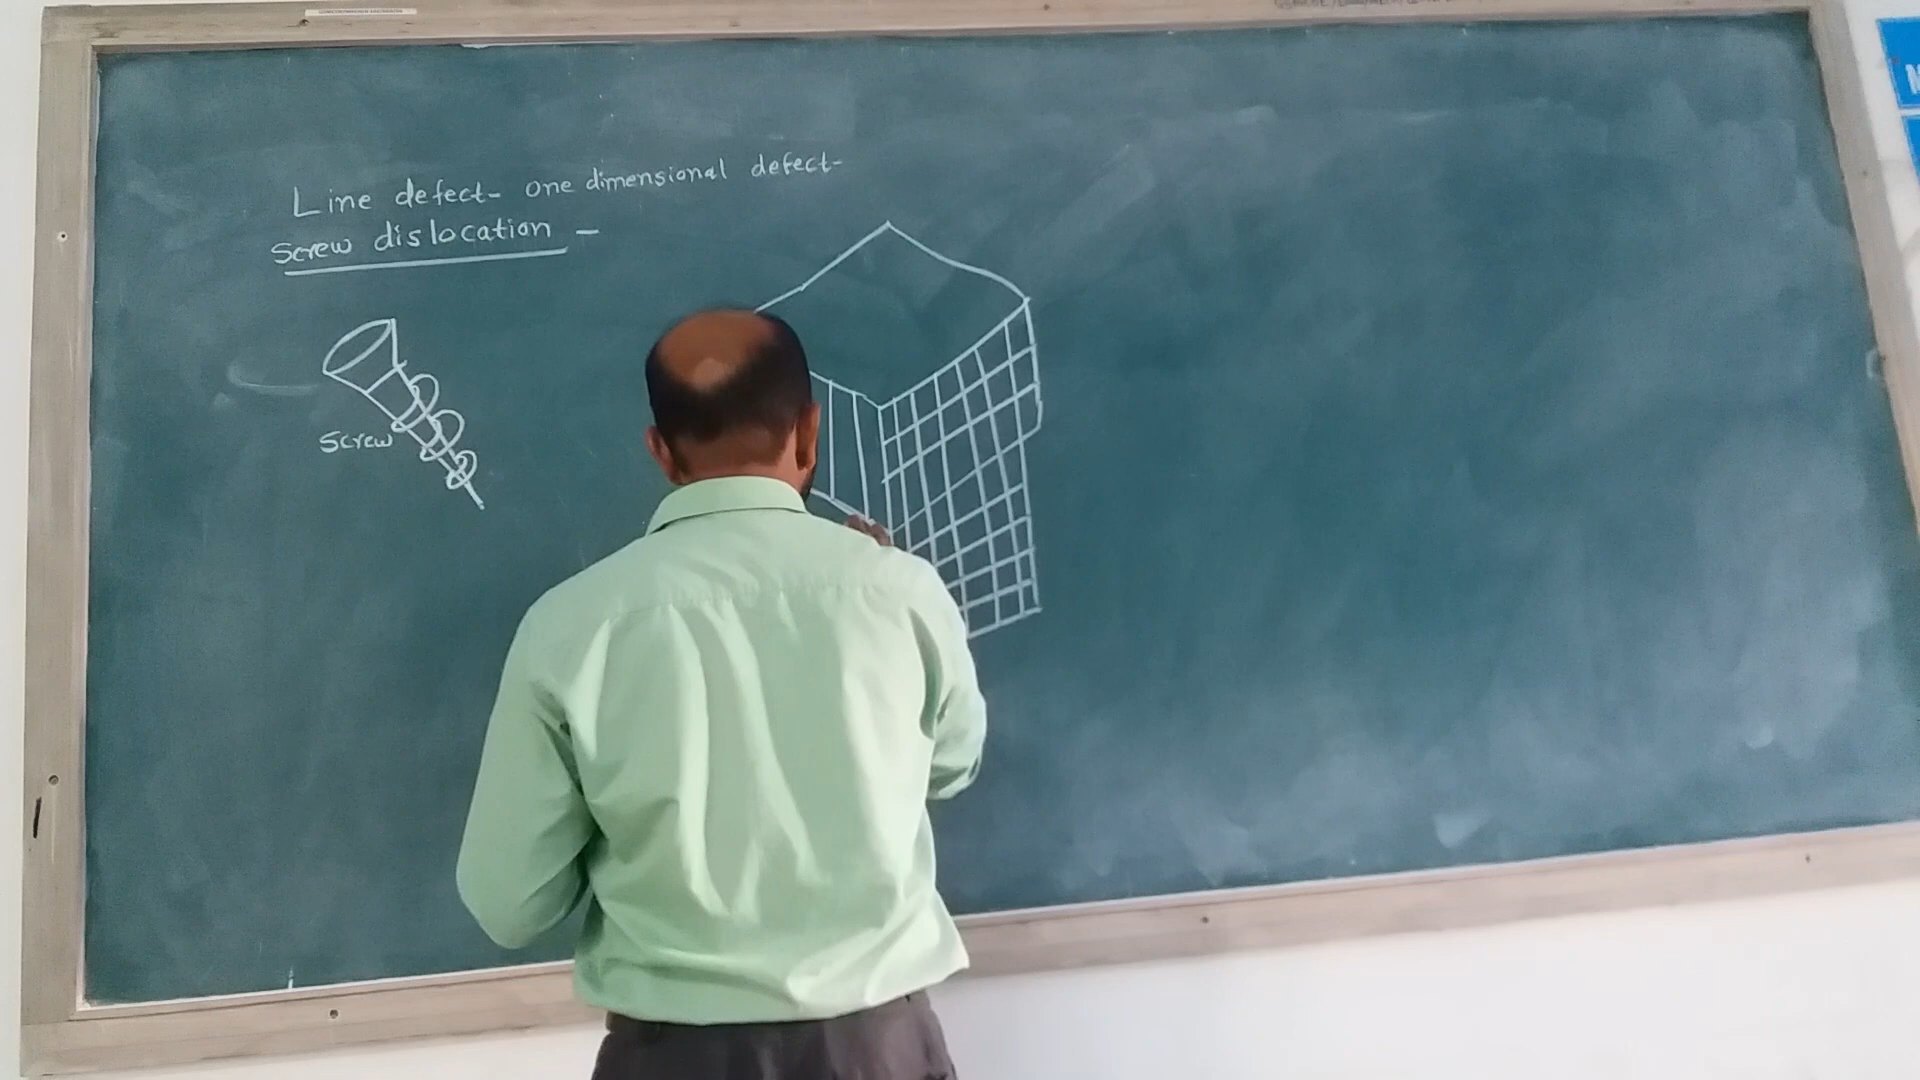 Line defect- one dimensional defect-
Screw dislocation -
Screw